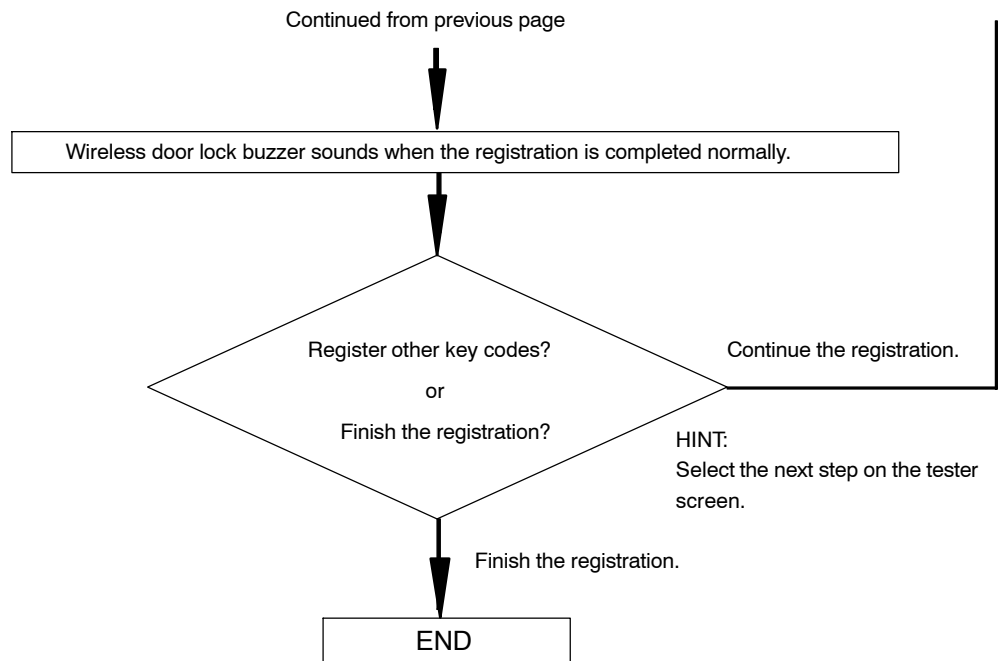 Continued from previous page
Wireless door lock buzzer sounds when the registration is completed normally.
Register other key codes?
or
Finish the registration?
Continue the registration.
HINT:
Select the next step on the tester
screen.
Finish the registration.
END